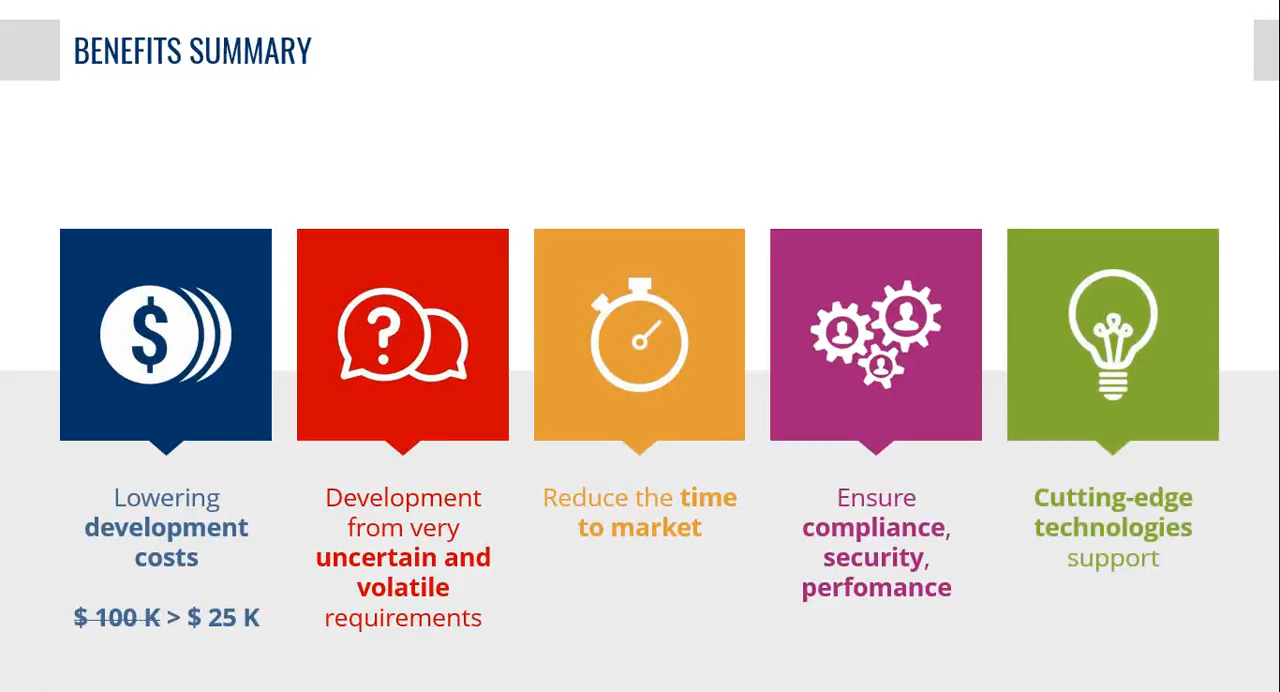 BENEFITS SUMMARY
$
?
Lowering
development
costs
$ 100 K > $ 25 K
Development
from very
uncertain and
volatile
requirements
Reduce the time
to market
Ensure
compliance,
security,
perfomance
Cutting-edge
technologies
support